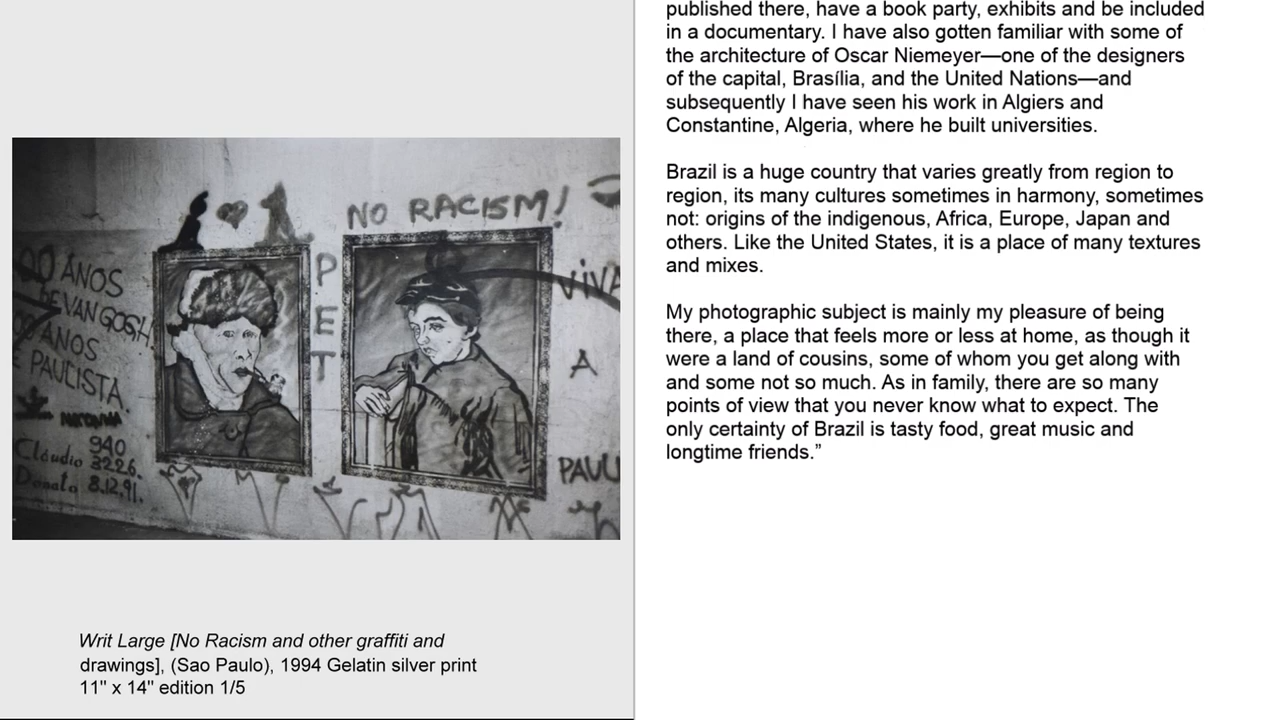 published there, have a book party, exhibits and be included
in a documentary. I have also gotten familiar with some of
the architecture of Oscar Niemeyer—one of the designers
of the capital, Brasília, and the United Nations—and
subsequently I have seen his work in Algiers and
Constantine, Algeria, where he built universities.
Brazil is a huge country that varies greatly from region to
region, its many cultures sometimes in harmony, sometimes
not: origins of the indigenous, Africa, Europe, Japan and
others. Like the United States, it is a place of many textures
and mixes.
My photographic subject is mainly my pleasure of being
there, a place that feels more or less at home, as though it
were a land of cousins, some of whom you get along with
and some not so much. As in family, there are so many
points of view that you never know what to expect. The
only certainty of Brazil is tasty food, great music and
longtime friends.”
NO RACISM!
ANOS
DE VAN GOGH
ANOS
PAULISTA.
940
Cláudio 3226.
Donato 8.12.91.
P
E
T
VIVA
A
PAUL
Writ Large [No Racism and other graffiti and
drawings], (Sao Paulo), 1994 Gelatin silver print
11" x 14" edition 1/5